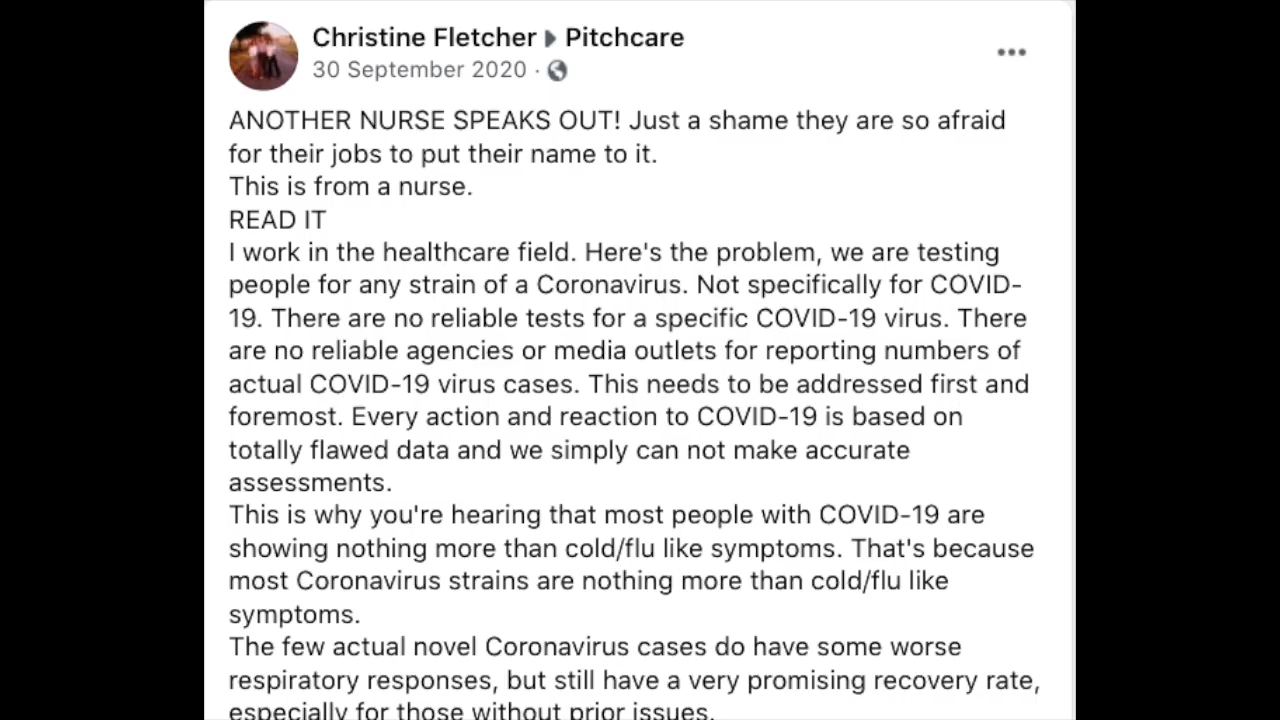 Christine Fletcher ▸ Pitchcare
30 September 2020 ·
ANOTHER NURSE SPEAKS OUT! Just a shame they are so afraid
for their jobs to put their name to it.
This is from a nurse.
READ IT
I work in the healthcare field. Here's the problem, we are testing
people for any strain of a Coronavirus. Not specifically for COVID-
19. There are no reliable tests for a specific COVID-19 virus. There
are no reliable agencies or media outlets for reporting numbers of
actual COVID-19 virus cases. This needs to be addressed first and
foremost. Every action and reaction to COVID-19 is based on
totally flawed data and we simply can not make accurate
assessments.
This is why you're hearing that most people with COVID-19 are
showing nothing more than cold/flu like symptoms. That's because
most Coronavirus strains are nothing more than cold/flu like
symptoms.
The few actual novel Coronavirus cases do have some worse
respiratory responses, but still have a very promising recovery rate,
especially for those without prior issues.